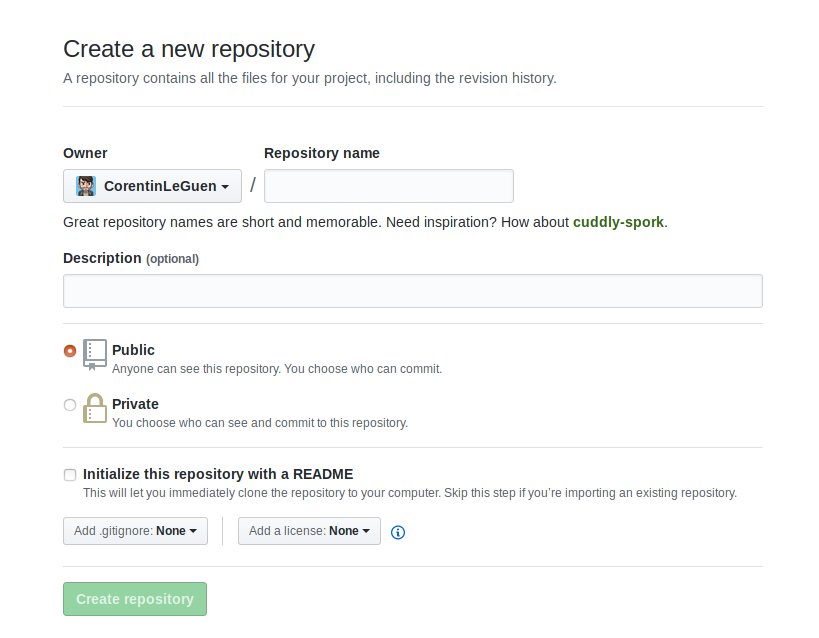 Create a new repository
A repository contains all the files for your project, including the revision history.
Owner
Repository name
CorentinLeGuen
/
Great repository names are short and memorable. Need inspiration? How about cuddly-spork.
Description (optional)
Public
Anyone can see this repository. You choose who can commit.
Private
You choose who can see and commit to this repository.
Initialize this repository with a README
This will let you immediately clone the repository to your computer. Skip this step if you’re importing an existing repository.
Add .gitignore: None
Add a license: None
Create repository